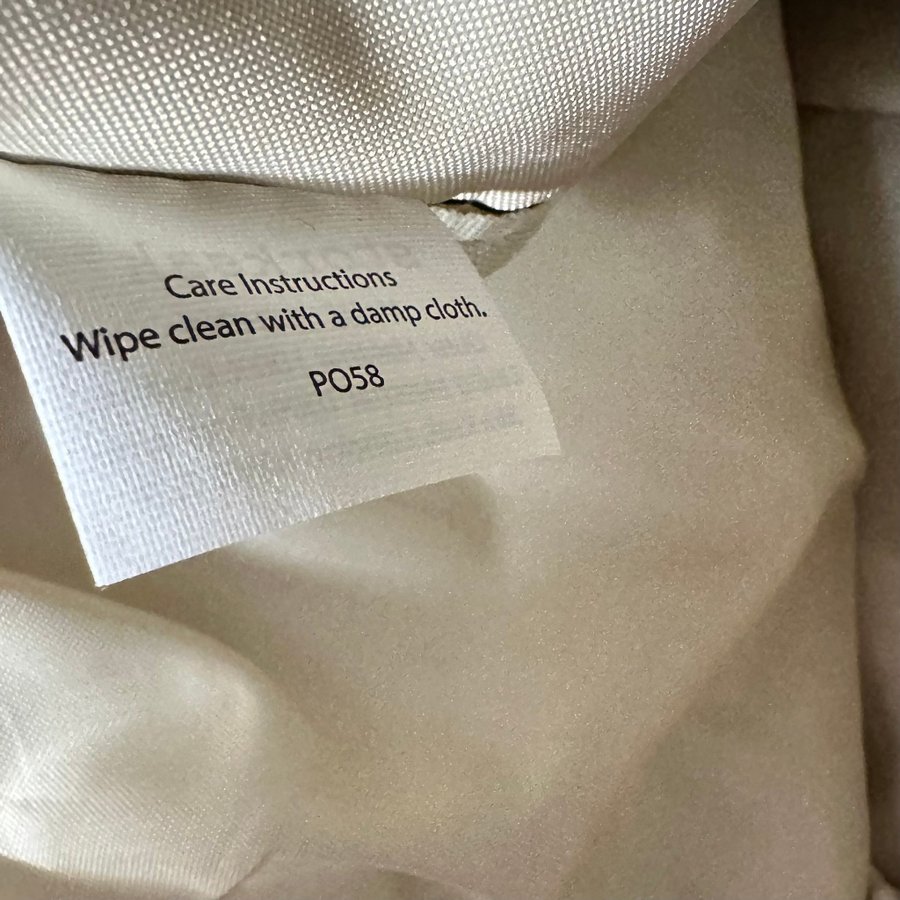 Care Instructions
Wipe clean with a damp cloth.
PO58